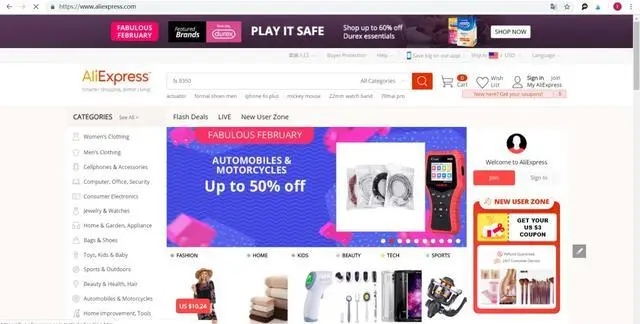 https://www.aliexpress.com
FABULOUS
FEBRUARY
Featured
Brands
durex
PLAY IT SAFE
Shop up to 60% off
Durex essentials
SHOP NOW
Buyer Protection
Help
Save big on our app!
Ship to
/ USD
Language
AliExpress
Smarter Shopping, Better Living!
fs 8350
All Categories
0
Cart
Wish
List
Sign in
Join
My AliExpress
actuator
formal shoes men
iphone 6s plus
mickey mouse
22mm watch band
70mai pro
New here? Get your coupons!
CATEGORIES
See All >
Flash Deals
LIVE
New User Zone
Women's Clothing
Men's Clothing
Cellphones & Accessories
Computer, Office, Security
Consumer Electronics
Jewelry & Watches
Home & Garden, Appliance
Bags & Shoes
Toys, Kids & Baby
Sports & Outdoors
Beauty & Health, Hair
Automobiles & Motorcycles
Home Improvement, Tools
FABULOUS FEBRUARY
AUTOMOBILES &
MOTORCYCLES
Up to 50% off
Welcome to AliExpress
Join
Sign In
NEW USER ZONE
GET YOUR
US $3
COUPON
Refund Guaranteed
24/7 Customer Service
FASHION
HOME
KIDS
BEAUTY
TECH
SPORTS
US $10.24